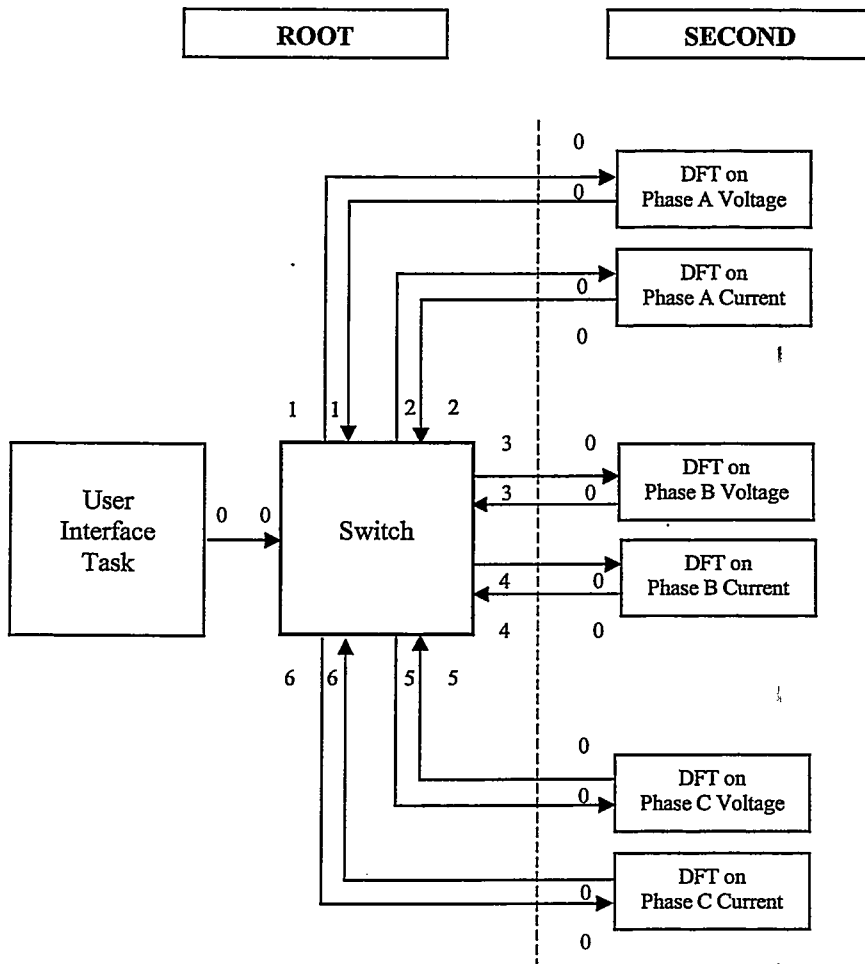 ROOT
SECOND
0
DFT on
Phase A Voltage
0
DFT on
Phase A Current
0
0
1 1 2 2
3 0
DFT on
Phase B Voltage
3 0
User
Interface
Task
0 0
Switch
DFT on
Phase B Current
4 0
4 0
6 6 5 5
0
DFT on
Phase C Voltage
0
DFT on
Phase C Current
0
0